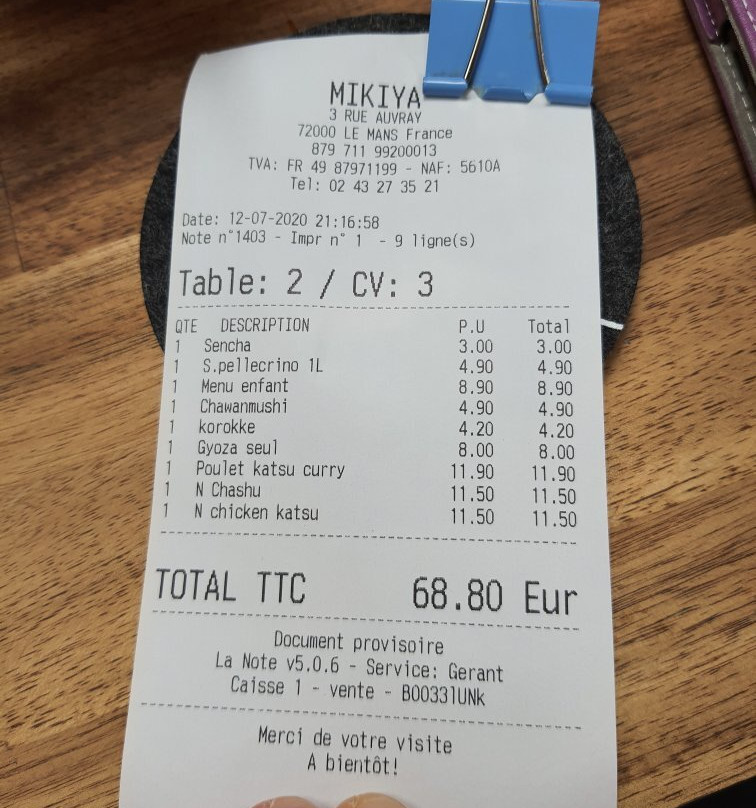 MIKIYA
3 RUE AUVRAY
72000 LE MANS France
879 711 99200013
TVA: FR 49 87971199 - NAF: 5610A
Tel: 02 43 27 35 21
Date: 12-07-2020 21:16:58
Note n°1403 - Impr n° 1 - 9 ligne(s)
Table: 2 / CV: 3
QTE DESCRIPTION P.U Total
1 Sencha 3.00 3.00
1 S.pellecrino 1L 4.90 4.90
1 Menu enfant 8.90 8.90
1 Chawanmushi 4.90 4.90
1 korokke 4.20 4.20
1 Gyoza seul 8.00 8.00
1 Poulet katsu curry 11.90 11.90
1 N Chashu 11.50 11.50
1 N chicken katsu 11.50 11.50
TOTAL TTC 68.80 Eur
Document provisoire
La Note v5.0.6 - Service: Gerant
Caisse 1 - vente - B00331UNk
Merci de votre visite
A bientôt!